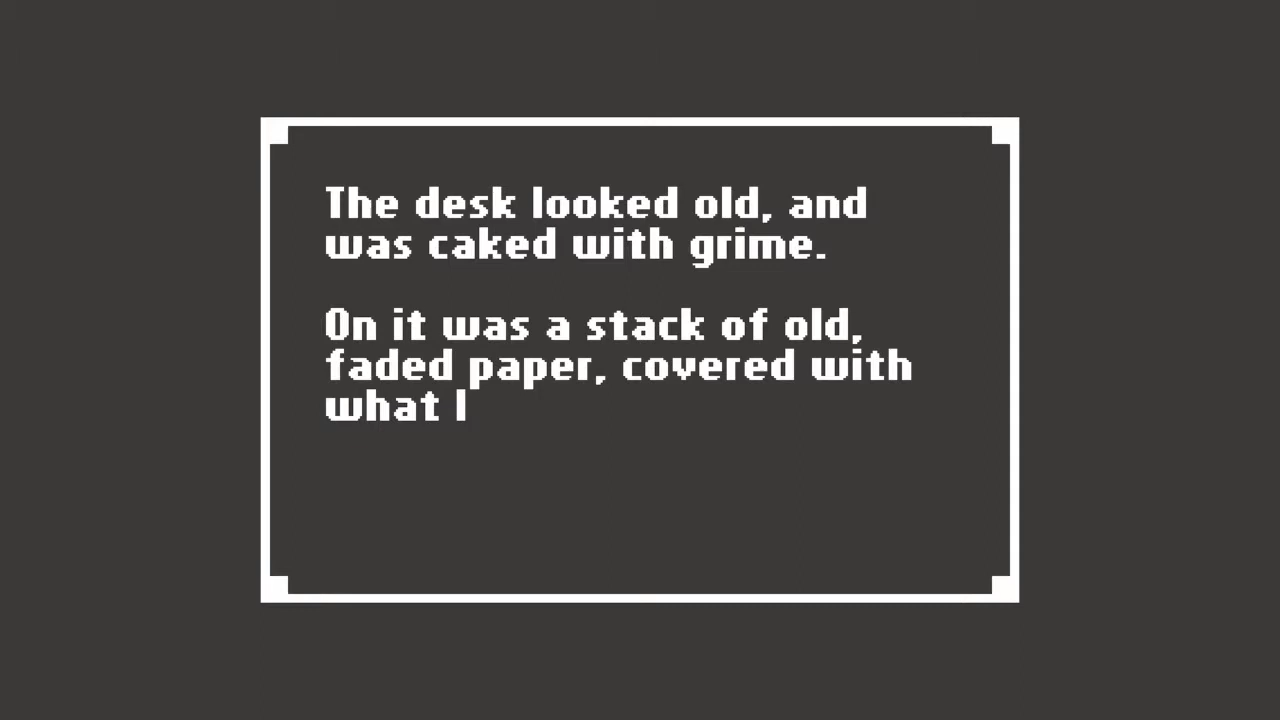 The desk looked old, and
was caked with grime.
On it was a stack of old,
faded paper, covered with
what I